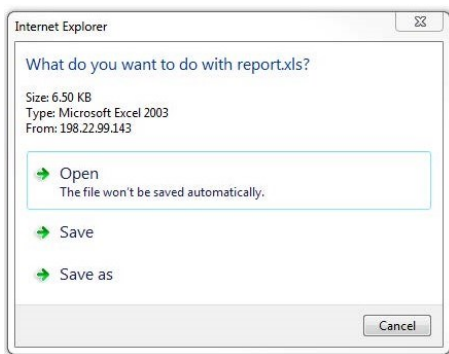 Internet Explorer
What do you want to do with report.xls?
Size: 6.50 KB
Type: Microsoft Excel 2003
From: 198.22.99.143
Open
The file won't be saved automatically.
Save
Save as
Cancel